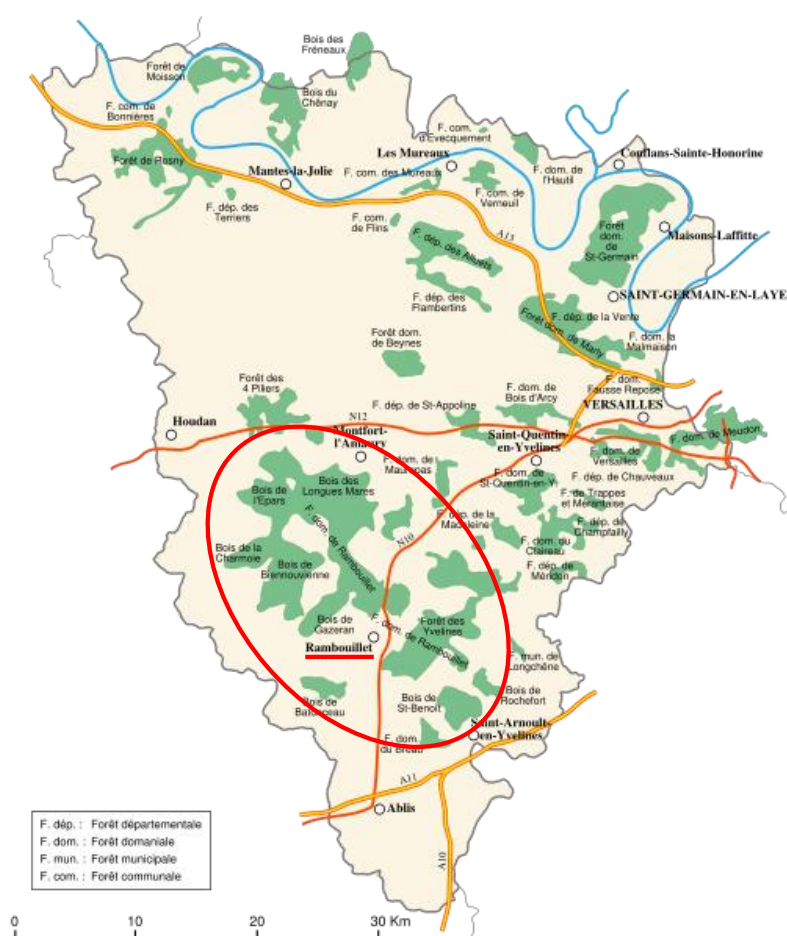 Bois des
Fréneaux
Forêt de
Moisson
Bois du
Chênay
F. com. de
Bonnières
Forêt de Rosny
Mantes-la-Jolie
F. dép. des
Terriers
Les Mureaux
F. com.
d'Evecquemont
F. com. des Mureaux
F. com. de
Verneuil
F. dom. de
l'Hautil
Conflans-Sainte-Honorine
F. com.
de Flins
A13
Forêt
dom.
de
St-Germain
Maisons-Laffitte
F. dép. des Alluets
F. dép. des
Flambertins
SAINT-GERMAIN-EN-LAYE
F. dép. de la Vente
Forêt dom. de Marly
F. dom. la
Malmaison
Forêt dom.
de Beynes
Forêt des
4 Piliers
F. dom. de
Bois d'Arcy
F. dom.
Fausse Repose
F. dép. de St-Appoline
VERSAILLES
Houdan
N12
Montfort-
l'Amaury
Saint-Quentin-
en-Yvelines
F. dom. de Meudon
F. dom. de
Maurepas
F. dom. de
Versailles
F. dom. de
St-Quentin-en-Y.
F. dép. de Chauveaux
Bois de
l'Epars
Bois des
Longues Mares
F. de Trappes
et Mérantaise
F. dép. de la
Madeleine
F. dép. de
Champfailly
F. dom. de Rambouillet
N10
F. dom. du
Claireau
Bois de la
Charmoie
Bois de
Biennouvienne
F. dép. de
Méridon
Bois de
Gazeran
F. dom. de Rambouillet
Forêt des
Yvelines
Rambouillet
F. mun. de
Longchêne
Bois de
Batonceau
Bois de
St-Benoît
Bois de
Rochefort
Saint-Arnoult-
en-Yvelines
F. dom.
du Bréau
A11
Ablis
A10
F. dép. : Forêt départementale
F. dom. : Forêt domaniale
F. mun. : Forêt municipale
F. com. : Forêt communale
0 10 20 30 Km